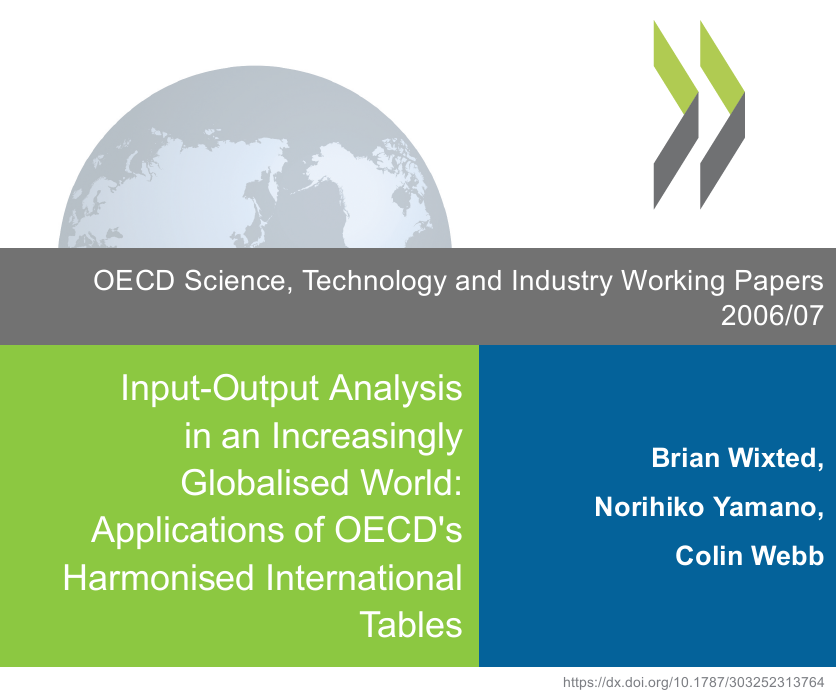 OECD Science, Technology and Industry Working Papers
2006/07
Input-Output Analysis
in an Increasingly
Globalised World:
Applications of OECD's
Harmonised International
Tables
Brian Wixted,
Norihiko Yamano,
Colin Webb
https://dx.doi.org/10.1787/303252313764